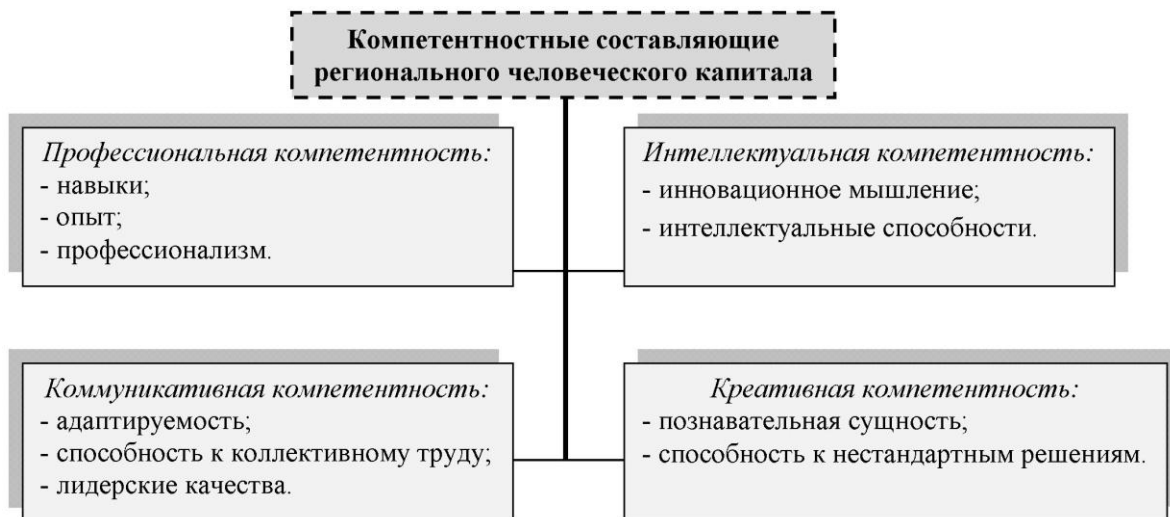 Компетентностные составляющие
регионального человеческого капитала
Профессиональная компетентность:
- навыки;
- опыт;
- профессионализм.
Интеллектуальная компетентность:
- инновационное мышление;
- интеллектуальные способности.
Коммуникативная компетентность:
- адаптируемость;
- способность к коллективному труду;
- лидерские качества.
Креативная компетентность:
- познавательная сущность;
- способность к нестандартным решениям.